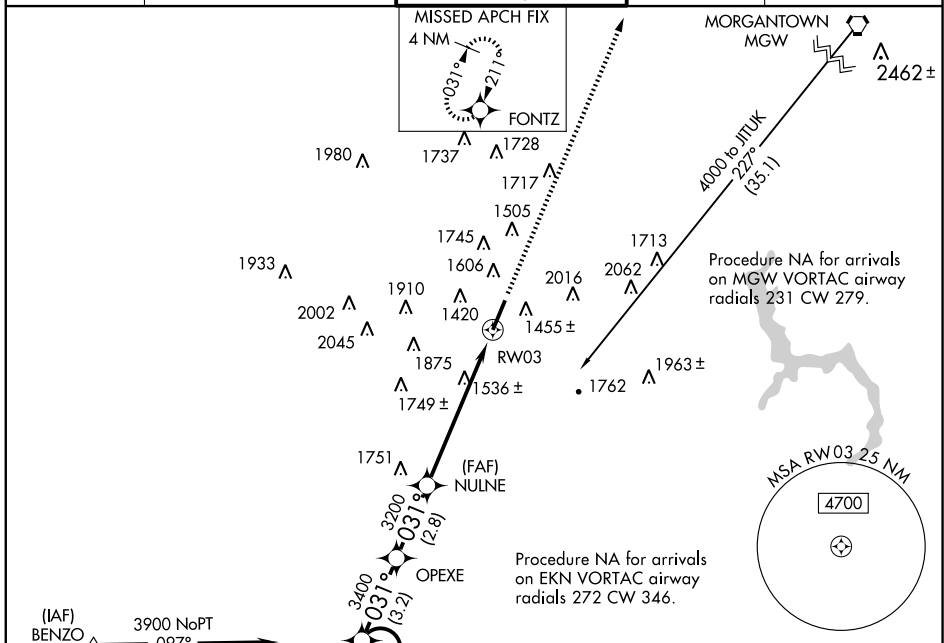 MISSED APCH FIX
4 NM
031°
211°
FONTZ
MORGANTOWN
MGW
2462 ±
4000 to JITUK
227°
(35.1)
1980
1737
1728
1717
1505
1745
1606
1713
1933
2016
2062
Procedure NA for arrivals
on MGW VORTAC airway
radials 231 CW 279.
2002
1910
1420
1455 ±
2045
RW03
1875
1536 ±
1749 ±
1762
1963 ±
1751
(FAF)
NULNE
3200
031°
(2.8)
OPEXE
3400
031°
(3.2)
MSA RW03 25 NM
4700
Procedure NA for arrivals
on EKN VORTAC airway
radials 272 CW 346.
(IAF)
BENZO
3900 NoPT
097°